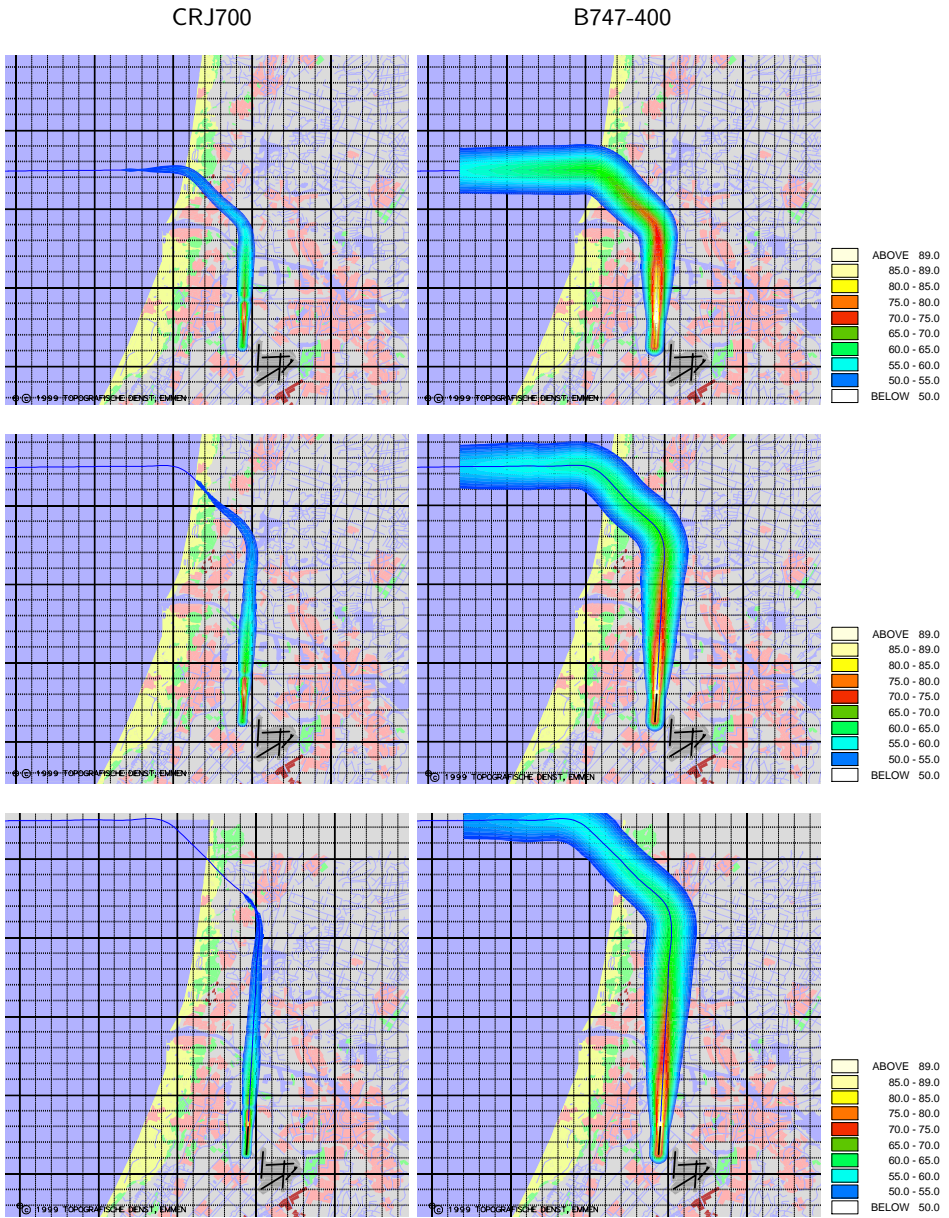 CRJ700
B747-400
ABOVE 89.0
85.0 - 89.0
80.0 - 85.0
75.0 - 80.0
70.0 - 75.0
65.0 - 70.0
60.0 - 65.0
55.0 - 60.0
50.0 - 55.0
BELOW 50.0
© 1999 TOPOGRAFISCHE DIENST, EMMEN
© 1999 TOPOGRAFISCHE DIENST, EMMEN
ABOVE 89.0
85.0 - 89.0
80.0 - 85.0
75.0 - 80.0
70.0 - 75.0
65.0 - 70.0
60.0 - 65.0
55.0 - 60.0
50.0 - 55.0
BELOW 50.0
© 1999 TOPOGRAFISCHE DIENST, EMMEN
© 1999 TOPOGRAFISCHE DIENST, EMMEN
ABOVE 89.0
85.0 - 89.0
80.0 - 85.0
75.0 - 80.0
70.0 - 75.0
65.0 - 70.0
60.0 - 65.0
55.0 - 60.0
50.0 - 55.0
BELOW 50.0
© 1999 TOPOGRAFISCHE DIENST, EMMEN
© 1999 TOPOGRAFISCHE DIENST, EMMEN